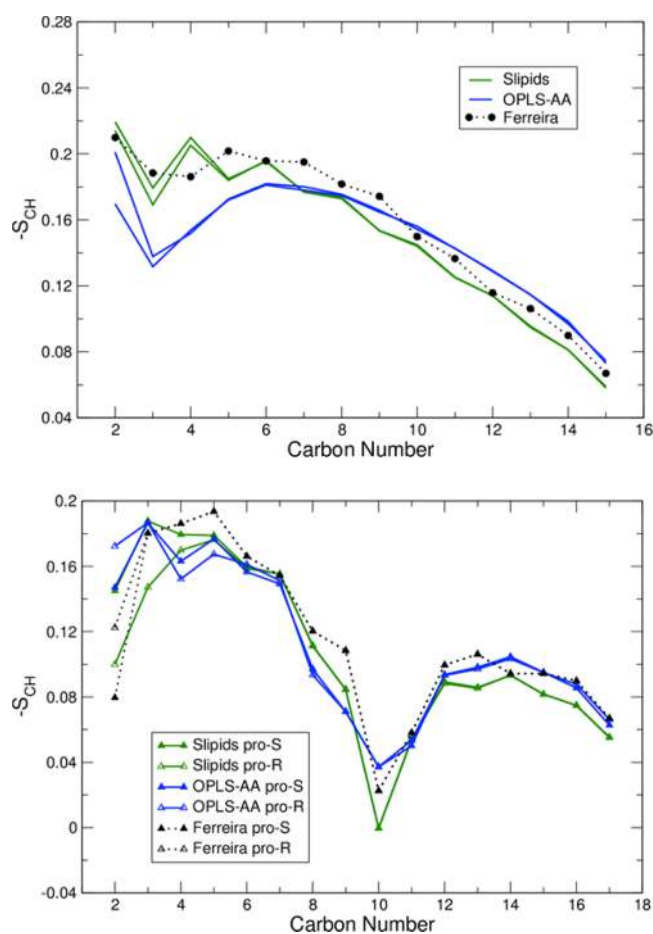 0.28
0.24
0.2
0.16
0.12
0.08
0.04
-S_CH
Slipids
OPLS-AA
Ferreira
2 4 6 8 10 12 14 16
Carbon Number
0.2
0.16
0.12
0.08
0.04
0
-0.04
-S_CH
Slipids pro-S
Slipids pro-R
OPLS-AA pro-S
OPLS-AA pro-R
Ferreira pro-S
Ferreira pro-R
2 4 6 8 10 12 14 16 18
Carbon Number